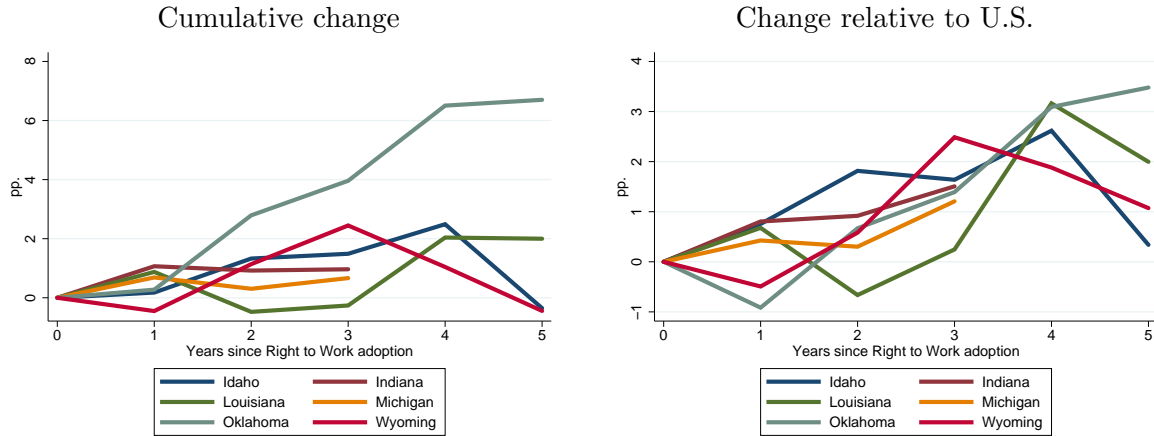 Cumulative change
pp.
8
6
4
2
0
0 1 2 3 4 5
Years since Right to Work adoption
Idaho Indiana
Louisiana Michigan
Oklahoma Wyoming
Change relative to U.S.
pp.
4
3
2
1
0
-1
0 1 2 3 4 5
Years since Right to Work adoption
Idaho Indiana
Louisiana Michigan
Oklahoma Wyoming